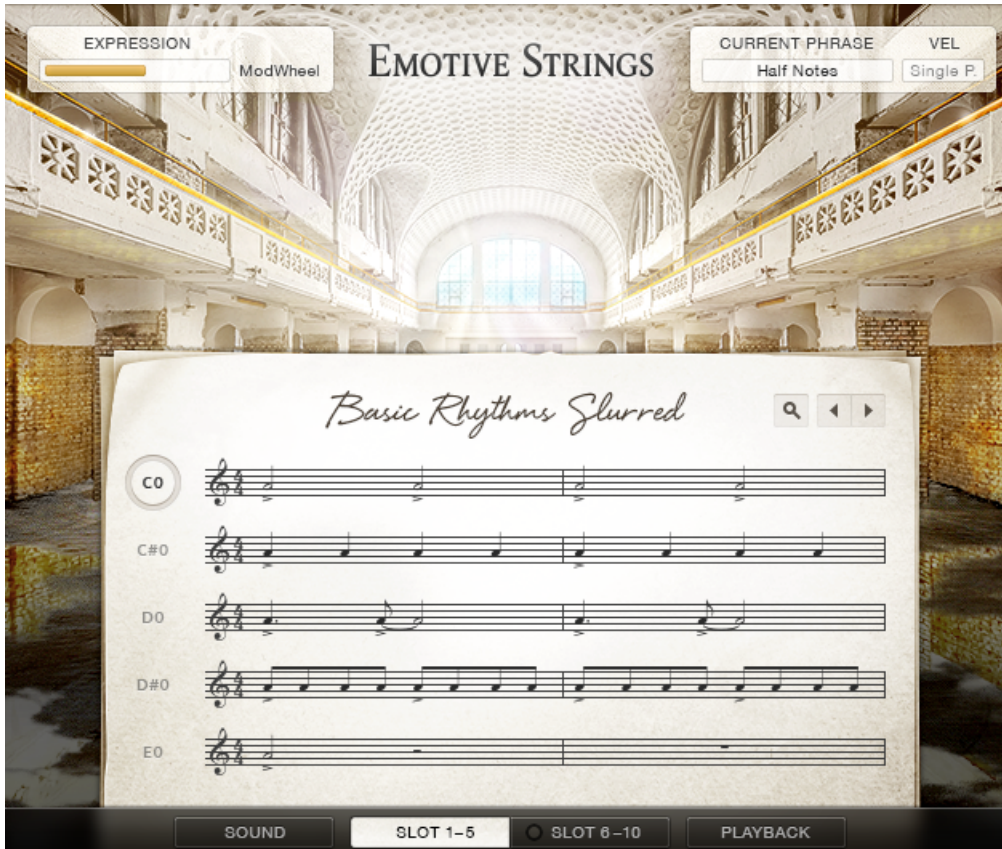 EXPRESSION
ModWheel
EMOTIVE STRINGS
CURRENT PHRASE VEL
Half Notes Single P.
Basic Rhythms Slurred
C0
C#0
D0
D#0
E0
SOUND SLOT 1–5 SLOT 6–10 PLAYBACK